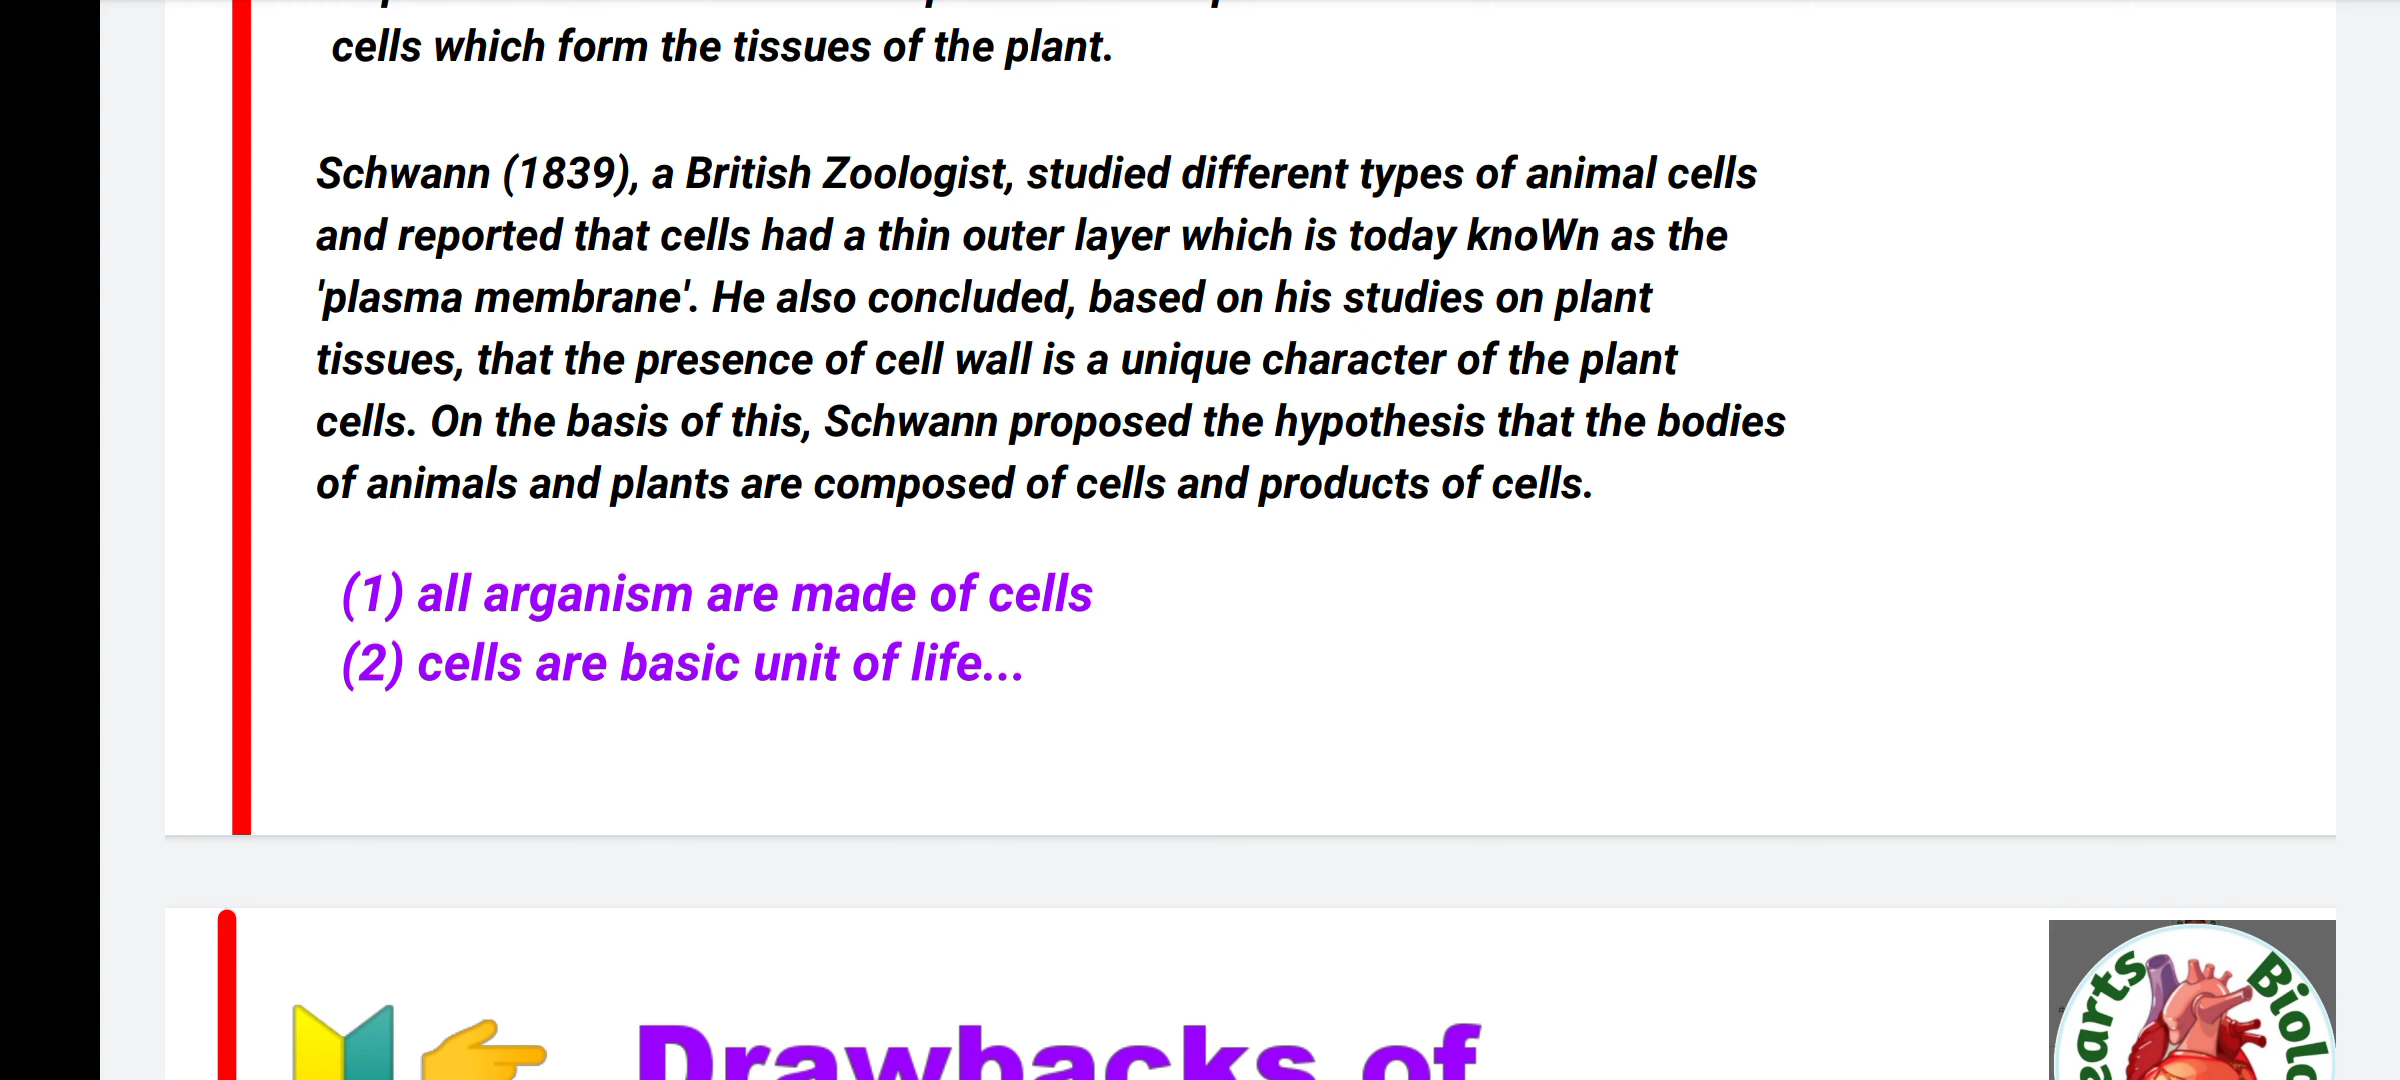 cells which form the tissues of the plant.
Schwann (1839), a British Zoologist, studied different types of animal cells
and reported that cells had a thin outer layer which is today knoWn as the
'plasma membrane'. He also concluded, based on his studies on plant
tissues, that the presence of cell wall is a unique character of the plant
cells. On the basis of this, Schwann proposed the hypothesis that the bodies
of animals and plants are composed of cells and products of cells.
(1) all arganism are made of cells
(2) cells are basic unit of life...
Drawbacks of